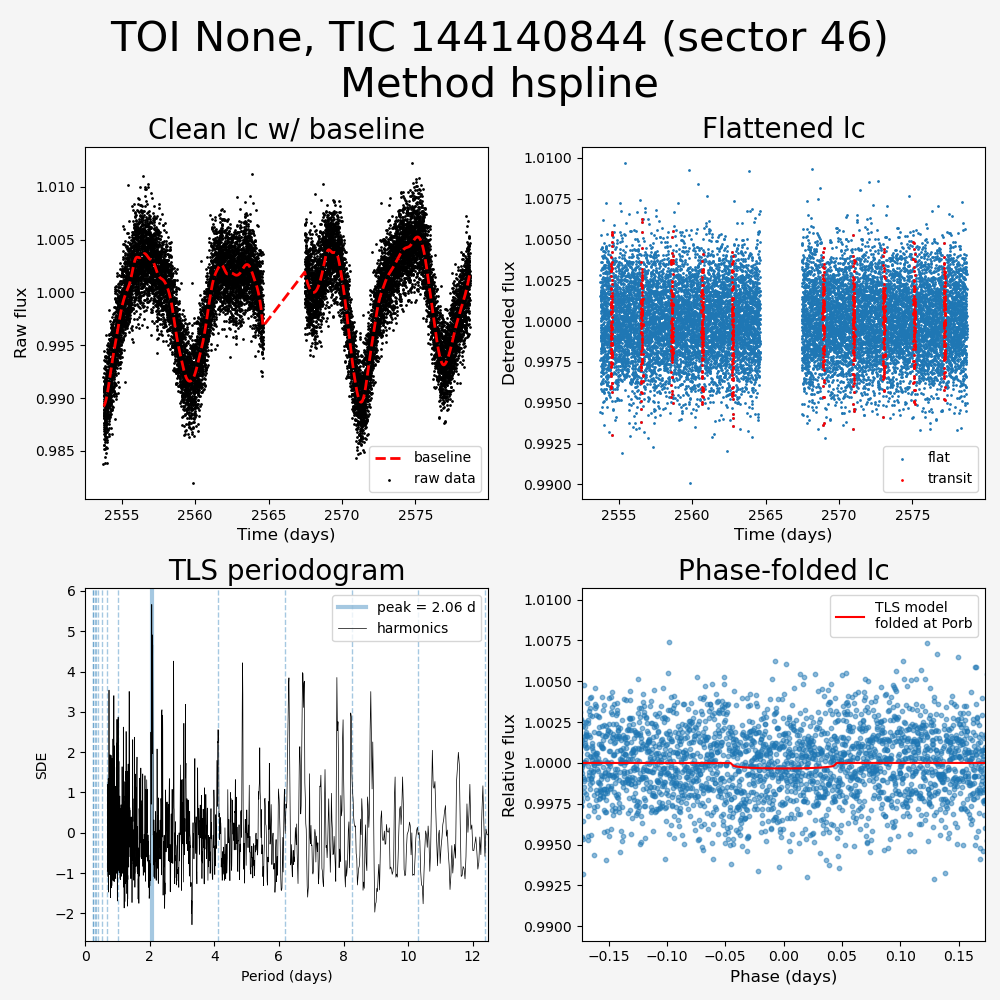 TOI None, TIC 144140844 (sector 46)
Method hspline
Clean lc w/ baseline
Raw flux
1.010
1.005
1.000
0.995
0.990
0.985
baseline
raw data
2555 2560 2565 2570 2575
Time (days)
Flattened lc
Detrended flux
1.0100
1.0075
1.0050
1.0025
1.0000
0.9975
0.9950
0.9925
0.9900
flat
transit
2555 2560 2565 2570 2575
Time (days)
TLS periodogram
SDE
6
5
4
3
2
1
0
−1
−2
peak = 2.06 d
harmonics
0 2 4 6 8 10 12
Period (days)
Phase-folded lc
Relative flux
1.0100
1.0075
1.0050
1.0025
1.0000
0.9975
0.9950
0.9925
0.9900
TLS model
folded at Porb
−0.15 −0.10 −0.05 0.00 0.05 0.10 0.15
Phase (days)